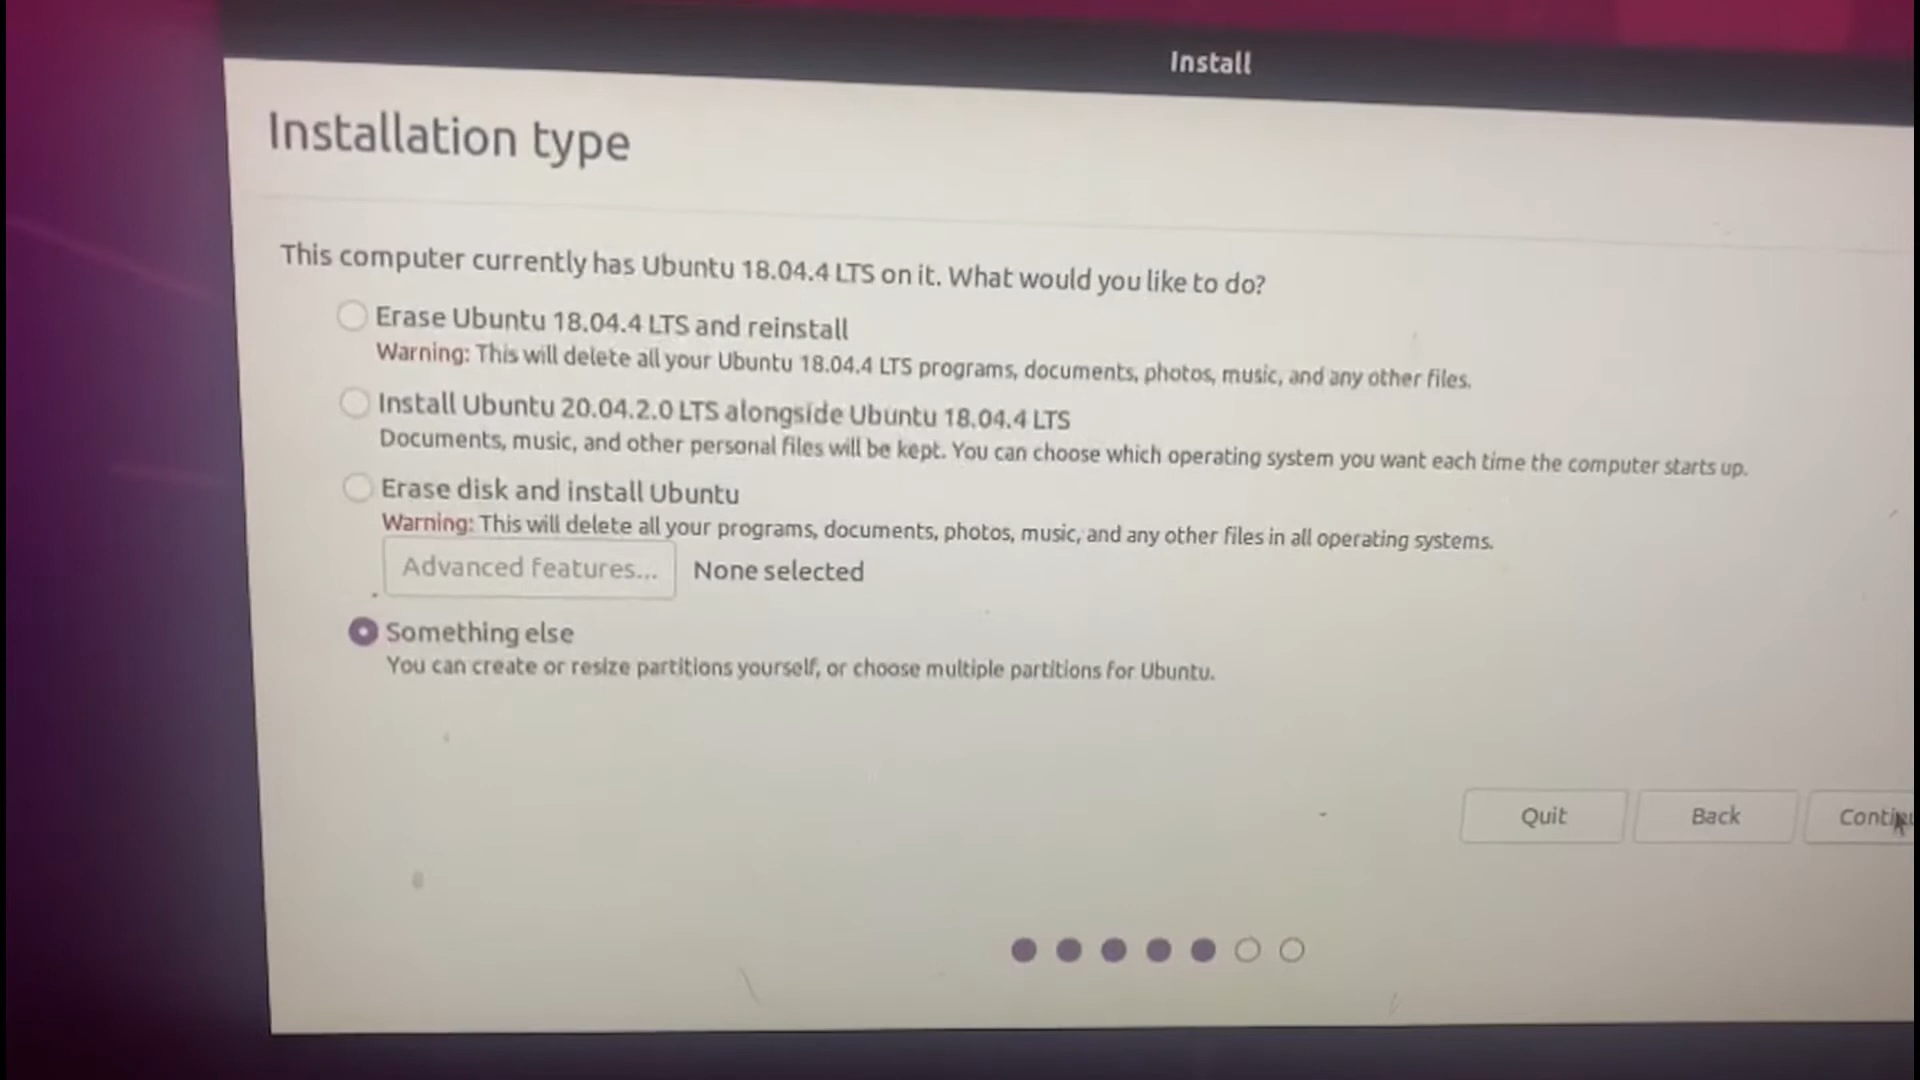 Install
Installation type
This computer currently has Ubuntu 18.04.4 LTS on it. What would you like to do?
Erase Ubuntu 18.04.4 LTS and reinstall
Warning: This will delete all your Ubuntu 18.04.4 LTS programs, documents, photos, music, and any other files.
Install Ubuntu 20.04.2.0 LTS alongside Ubuntu 18.04.4 LTS
Documents, music, and other personal files will be kept. You can choose which operating system you want each time the computer starts up.
Erase disk and install Ubuntu
Warning: This will delete all your programs, documents, photos, music, and any other files in all operating systems.
Advanced features... None selected
Something else
You can create or resize partitions yourself, or choose multiple partitions for Ubuntu.
Quit Back